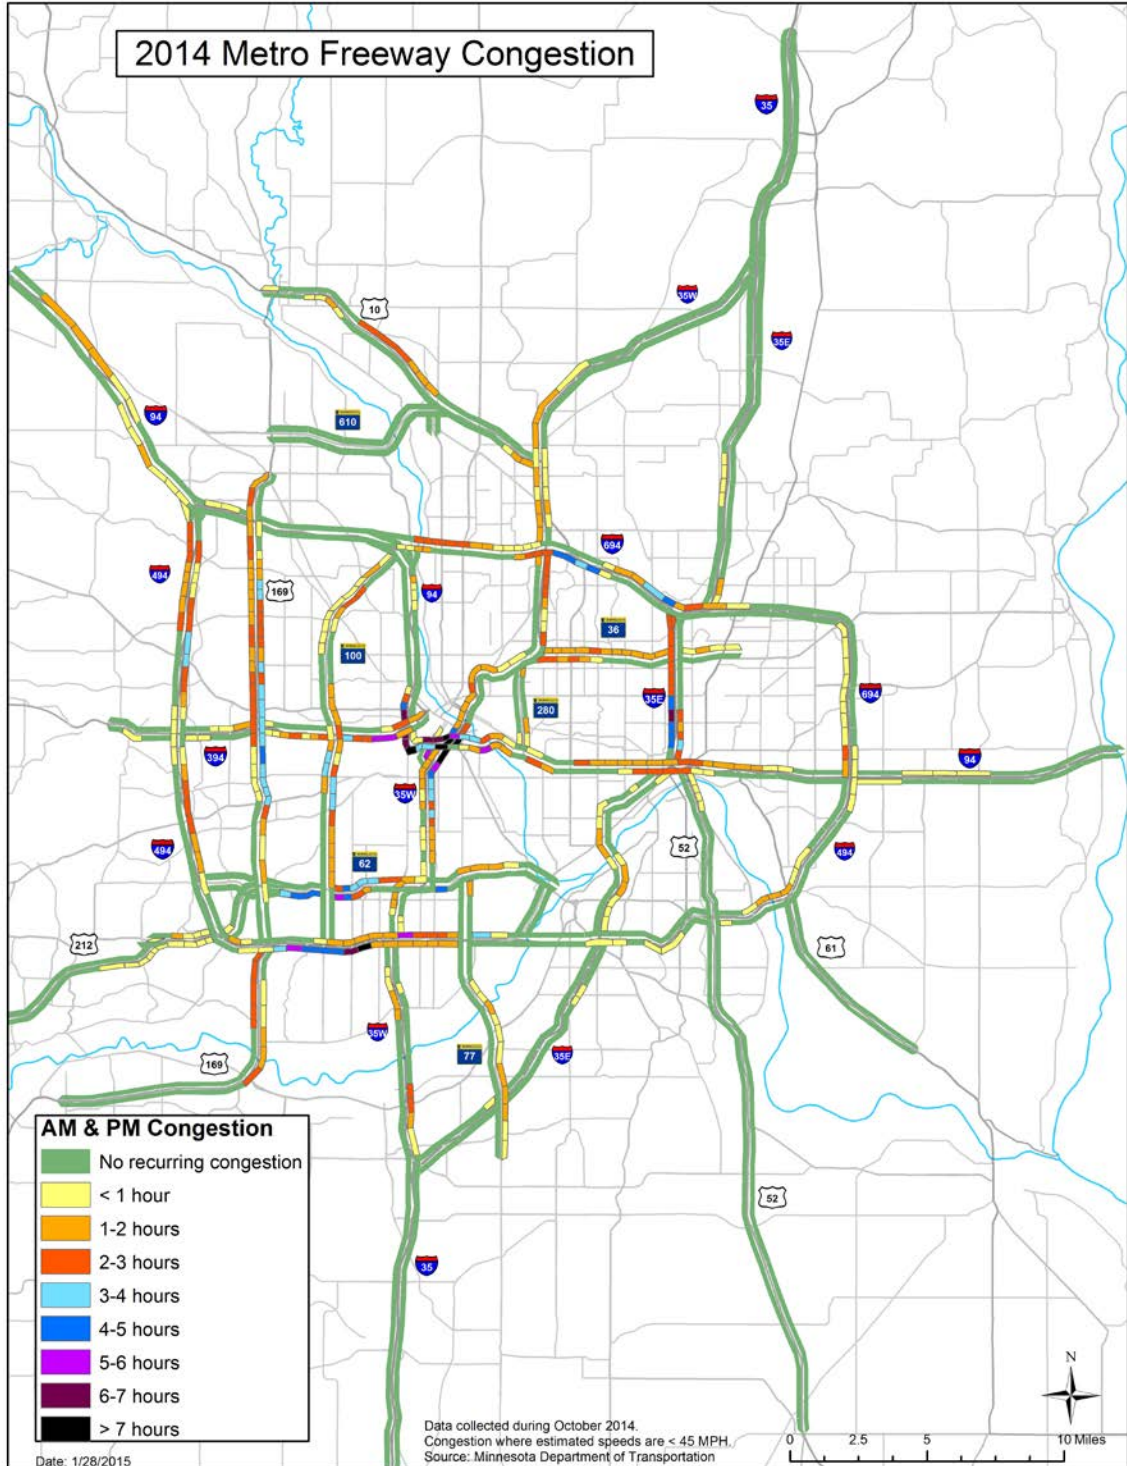 2014 Metro Freeway Congestion
35
35W
10
35E
94
610
694
494
169
94
36
100
35E
280
694
394
94
35W
52
494
494
62
212
61
35W
77
35E
169
AM & PM Congestion
No recurring congestion
< 1 hour
1-2 hours
2-3 hours
3-4 hours
4-5 hours
5-6 hours
6-7 hours
> 7 hours
52
35
N
Data collected during October 2014.
Congestion where estimated speeds are < 45 MPH.
Source: Minnesota Department of Transportation
0 2.5 5 10 Miles
Date: 1/28/2015